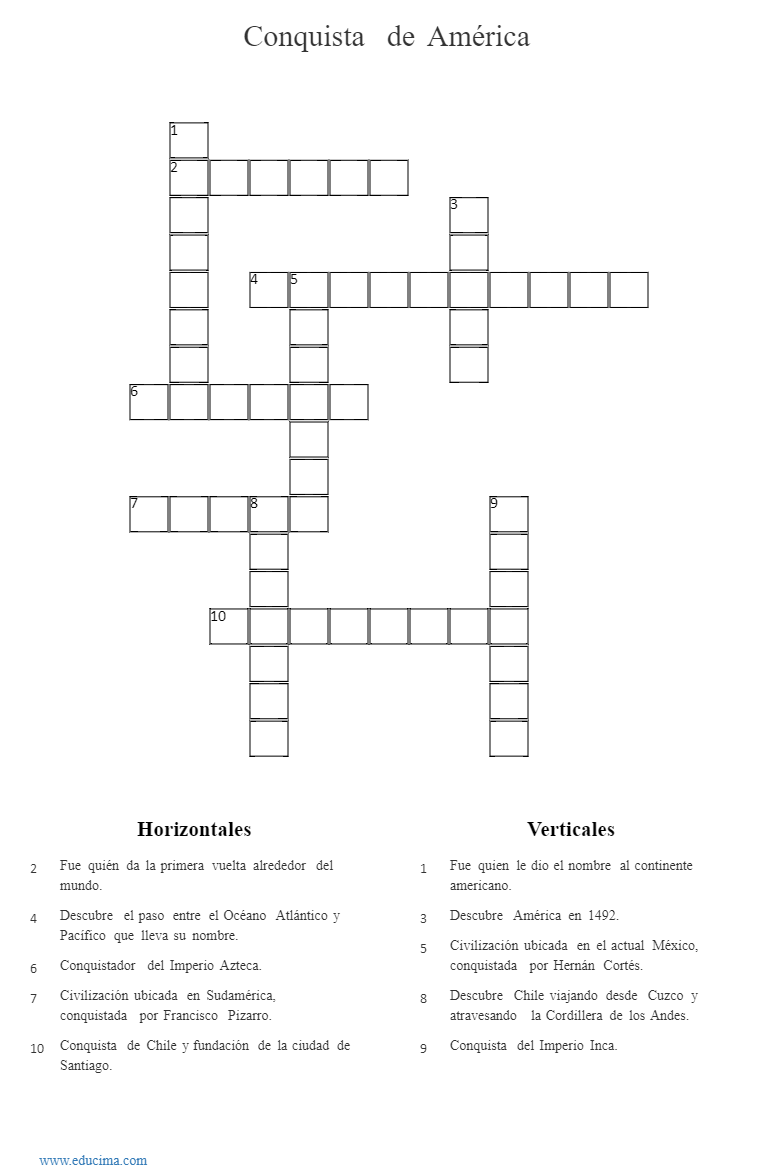 Conquista de América
1
2
3
4 5
6
7 8 9
10
Horizontales
2 Fue quién da la primera vuelta alrededor del
mundo.
4 Descubre el paso entre el Océano Atlántico y
Pacífico que lleva su nombre.
6 Conquistador del Imperio Azteca.
7 Civilización ubicada en Sudamérica,
conquistada por Francisco Pizarro.
10 Conquista de Chile y fundación de la ciudad de
Santiago.
Verticales
1 Fue quien le dio el nombre al continente
americano.
3 Descubre América en 1492.
5 Civilización ubicada en el actual México,
conquistada por Hernán Cortés.
8 Descubre Chile viajando desde Cuzco y
atravesando la Cordillera de los Andes.
9 Conquista del Imperio Inca.
www.educima.com